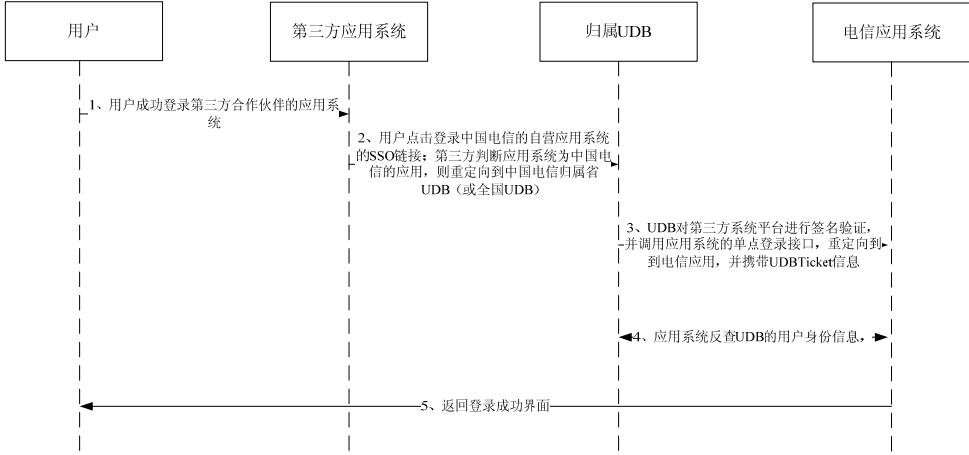 用户
第三方应用系统
归属UDB
电信应用系统
1、用户成功登录第三方合作伙伴的应用系
统
2、用户点击登录中国电信的自营应用系统
的SSO链接；第三方判断应用系统为中国电
信的应用，则重定向到中国电信归属省
UDB（或全国UDB）
3、UDB对第三方系统平台进行签名验证，
并调用应用系统的单点登录接口，重定向到
到电信应用，并携带UDBTicket信息
4、应用系统反查UDB的用户身份信息，
5、返回登录成功界面